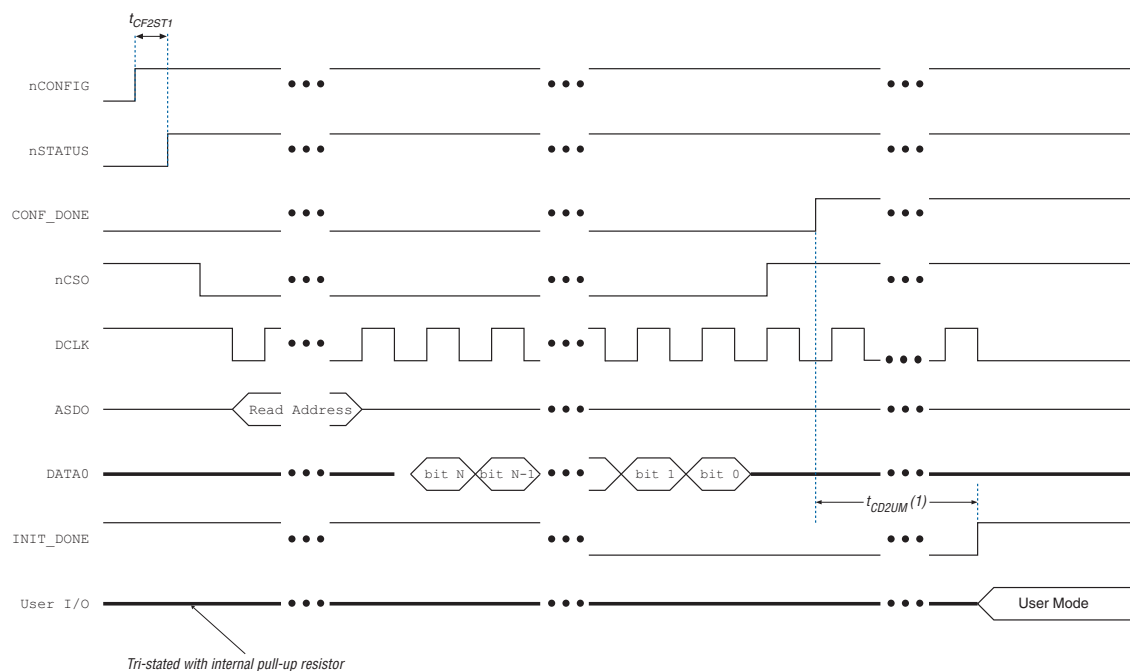 tCF2ST1
nCONFIG
nSTATUS
CONF_DONE
nCSO
DCLK
ASDO
Read Address
DATA0
bit N
bit N-1
bit 1
bit 0
tCD2UM (1)
INIT_DONE
User I/O
User Mode
Tri-stated with internal pull-up resistor